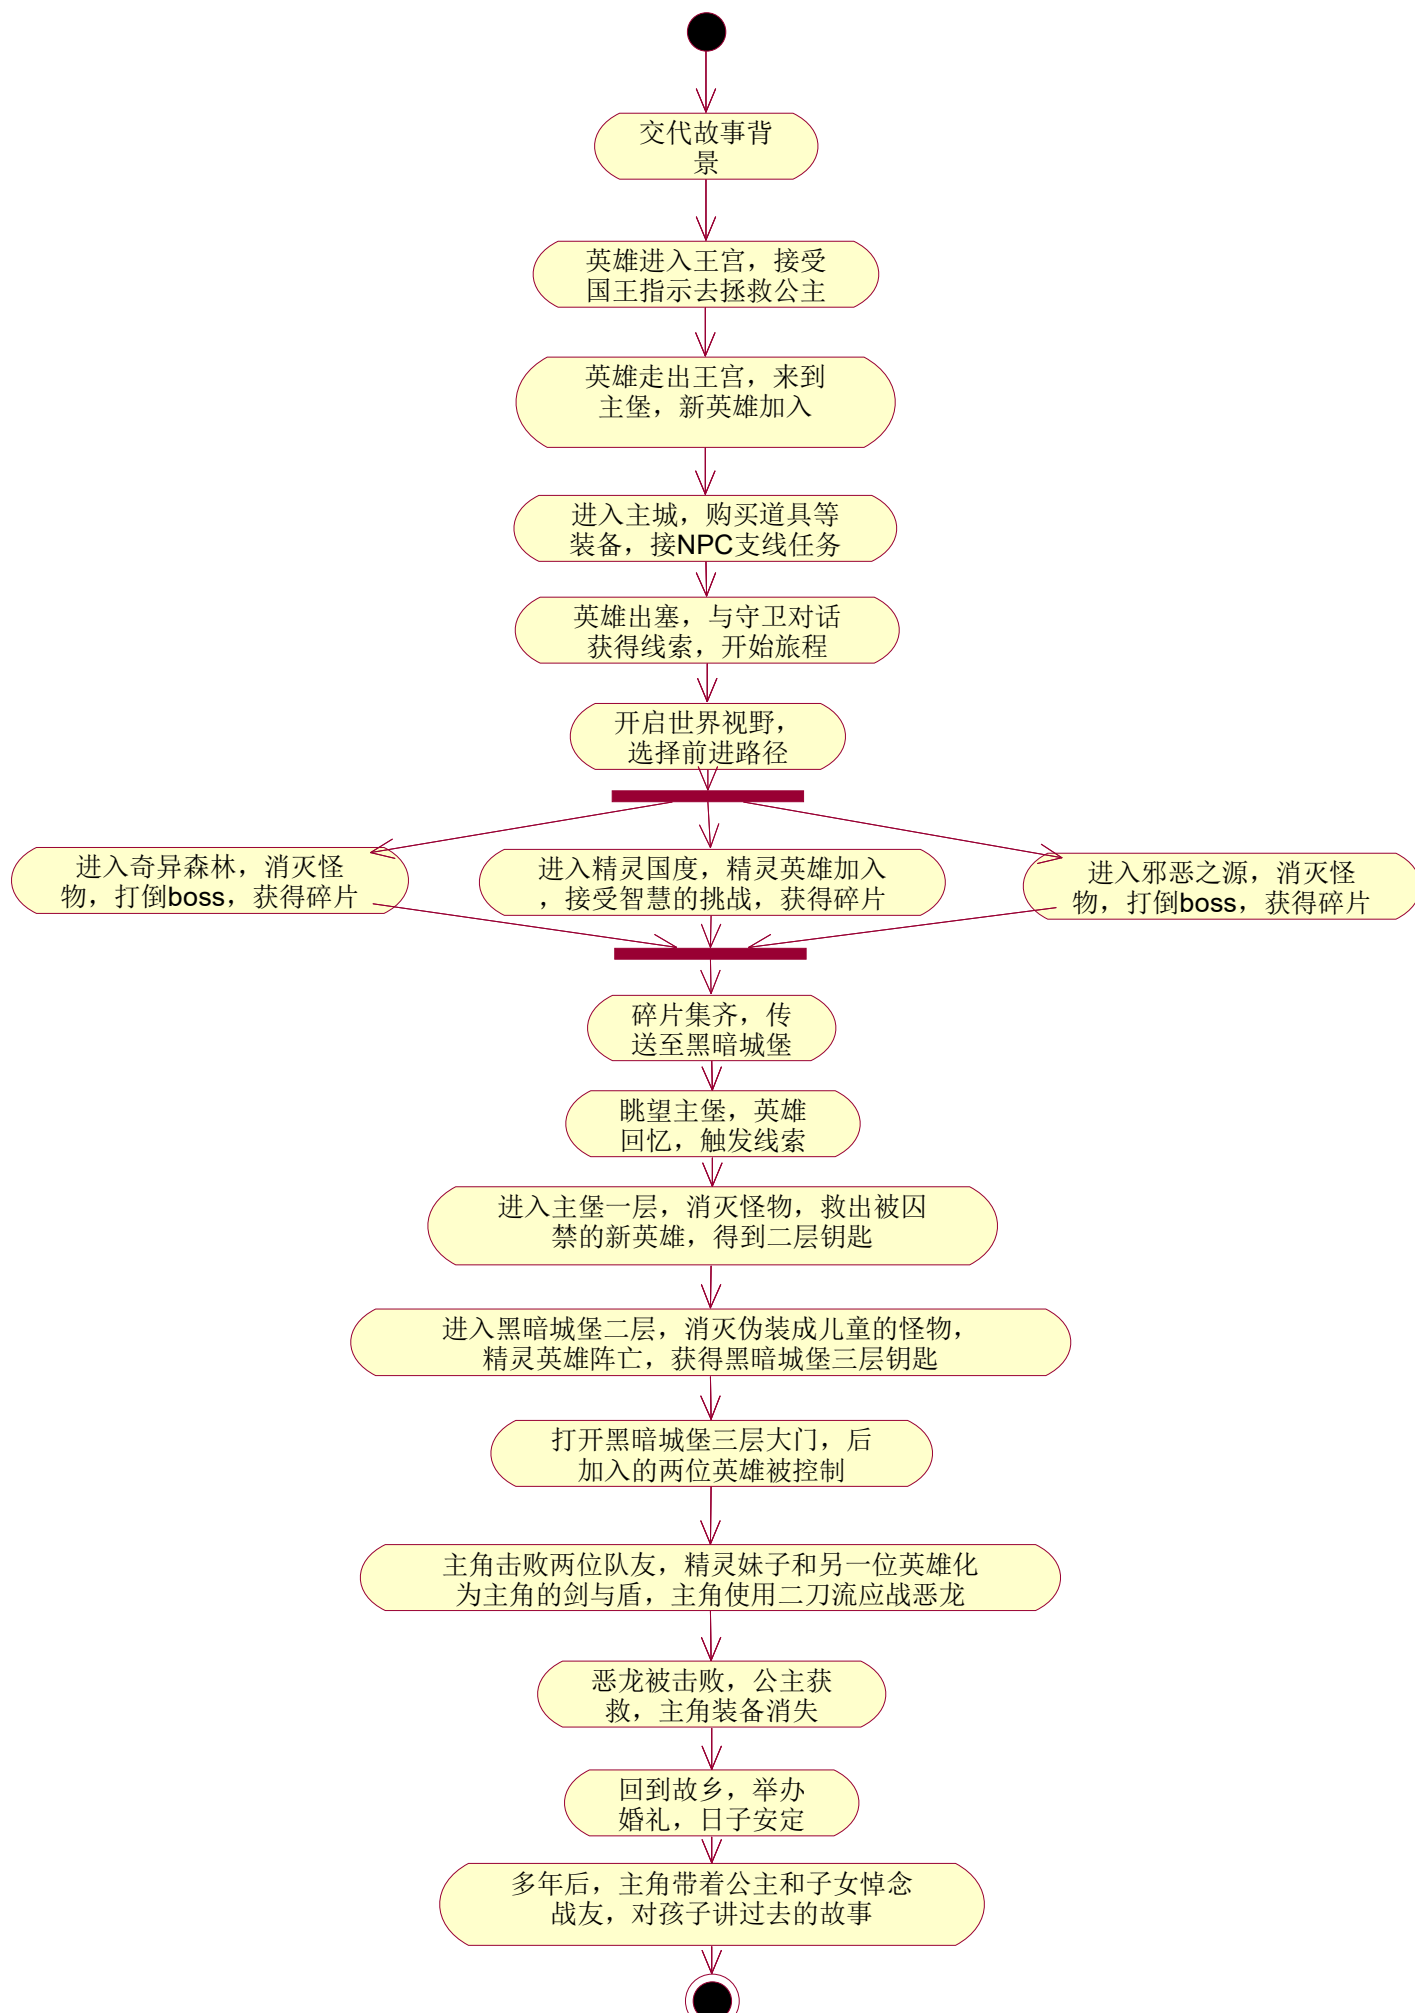 交代故事背
景
英雄进入王宫，接受
国王指示去拯救公主
英雄走出王宫，来到
主堡，新英雄加入
进入主城，购买道具等
装备，接NPC支线任务
英雄出塞，与守卫对话
获得线索，开始旅程
开启世界视野，
选择前进路径
进入奇异森林，消灭怪
物，打倒boss，获得碎片
进入精灵国度，精灵英雄加入
，接受智慧的挑战，获得碎片
进入邪恶之源，消灭怪
物，打倒boss，获得碎片
碎片集齐，传
送至黑暗城堡
眺望主堡，英雄
回忆，触发线索
进入主堡一层，消灭怪物，救出被囚
禁的新英雄，得到二层钥匙
进入黑暗城堡二层，消灭伪装成儿童的怪物，
精灵英雄阵亡，获得黑暗城堡三层钥匙
打开黑暗城堡三层大门，后
加入的两位英雄被控制
主角击败两位队友，精灵妹子和另一位英雄化
为主角的剑与盾，主角使用二刀流应战恶龙
恶龙被击败，公主获
救，主角装备消失
回到故乡，举办
婚礼，日子安定
多年后，主角带着公主和子女悼念
战友，对孩子讲过去的故事